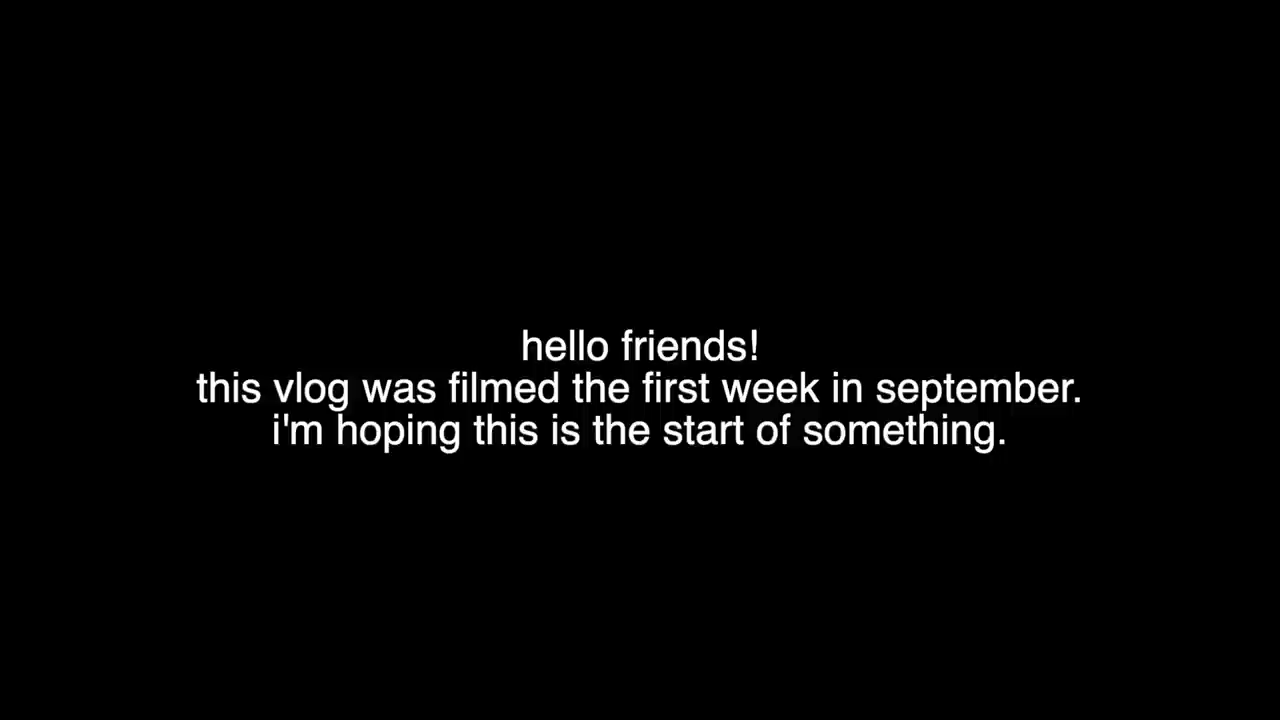 hello friends!
this vlog was filmed the first week in september.
i'm hoping this is the start of something.